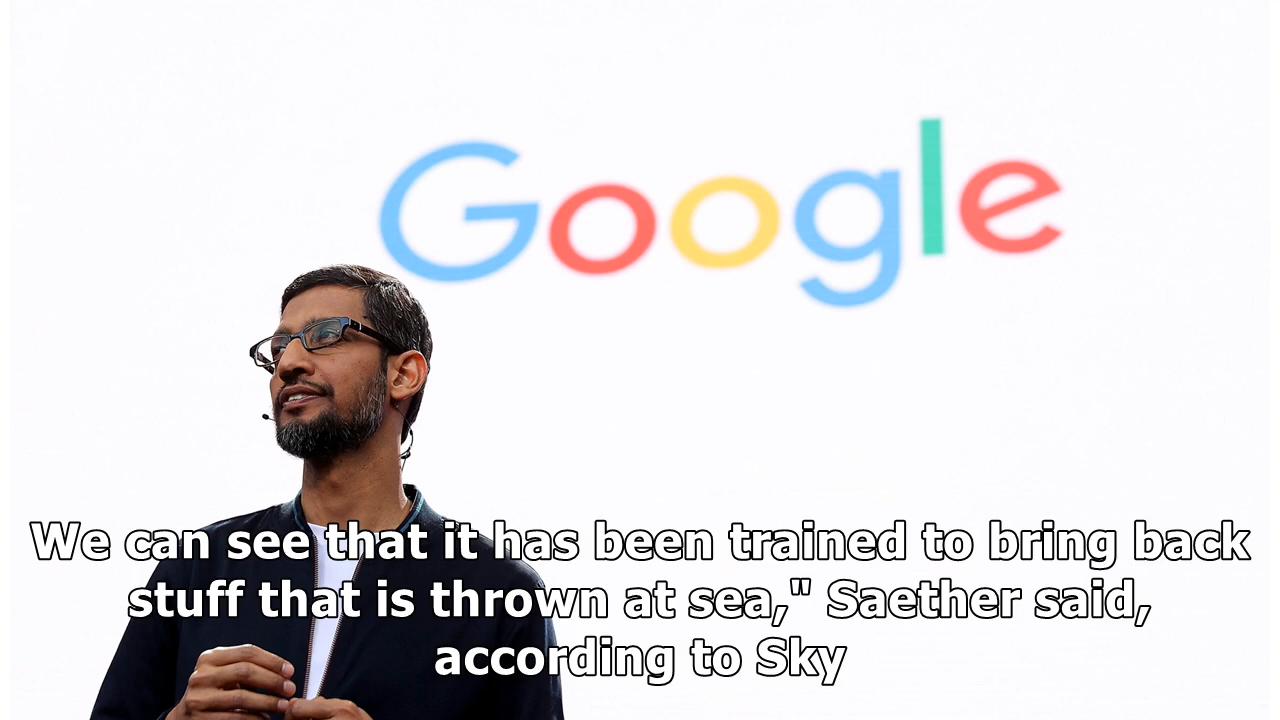 Google
We can see that it has been trained to bring back
stuff that is thrown at sea," Saether said,
according to Sky